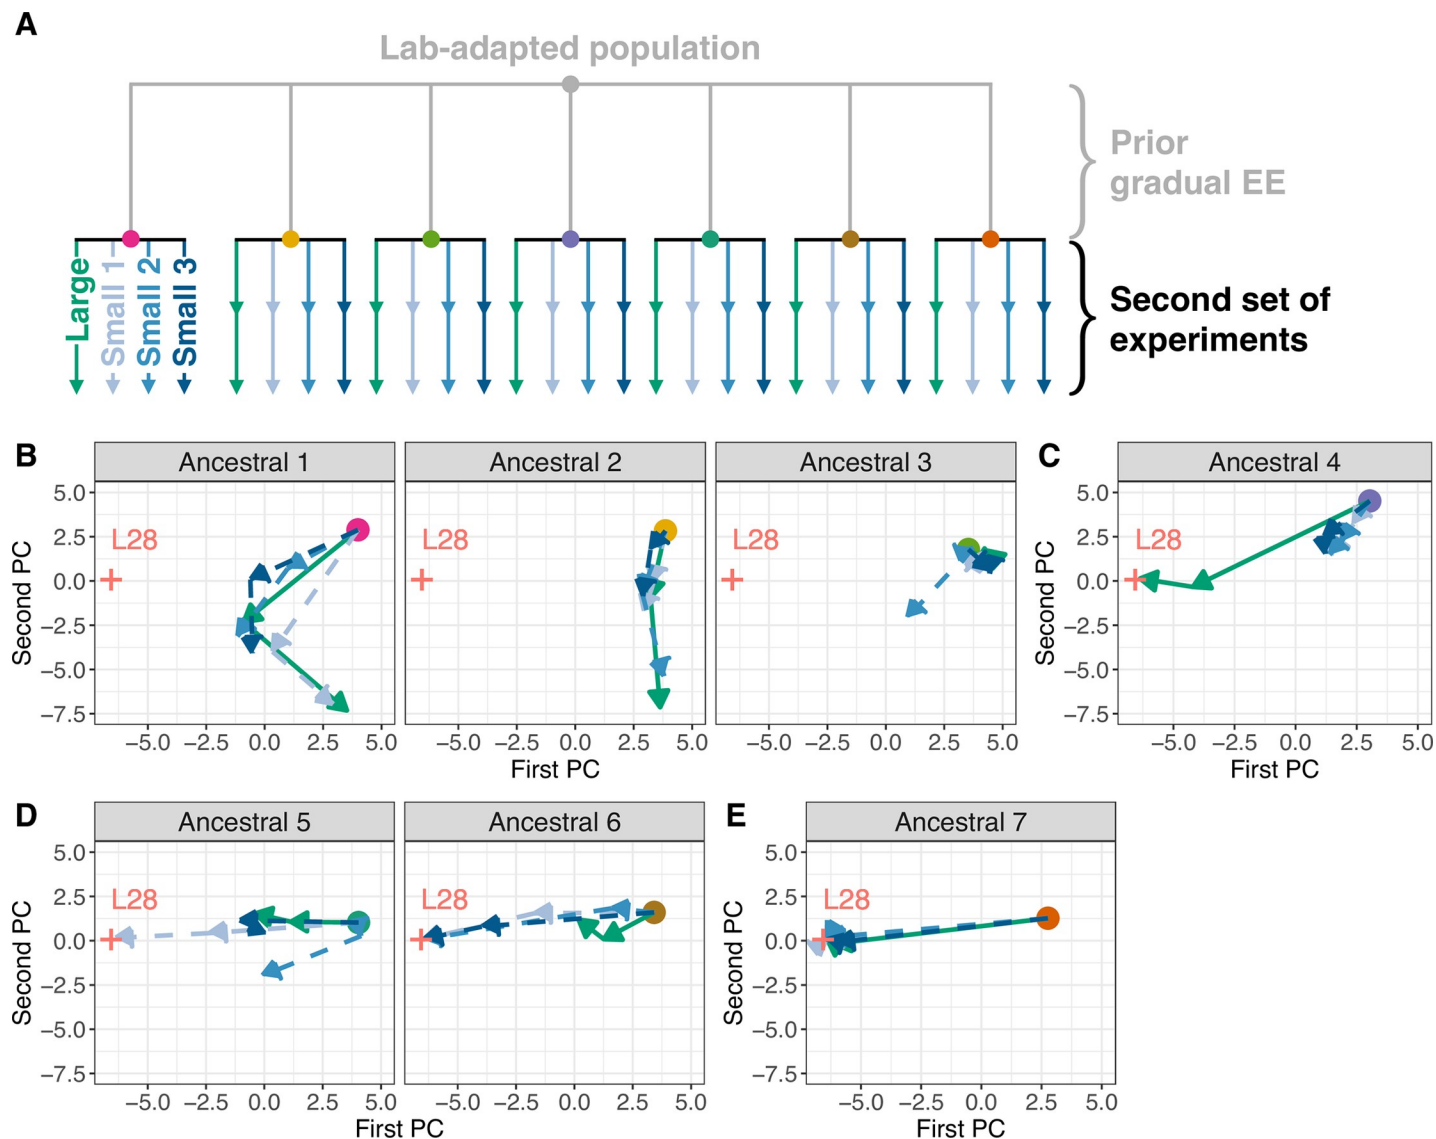 A
Lab-adapted population
Prior
gradual EE
Large
Small 1
Small 2
Small 3
Second set of
experiments
B
Ancestral 1
Ancestral 2
Ancestral 3
C
Ancestral 4
Second PC
5.0
2.5
0.0
−2.5
−5.0
−7.5
L28
L28
L28
Second PC
5.0
2.5
0.0
−2.5
−5.0
−7.5
L28
−5.0 −2.5 0.0 2.5 5.0
−5.0 −2.5 0.0 2.5 5.0
−5.0 −2.5 0.0 2.5 5.0
−5.0 −2.5 0.0 2.5 5.0
First PC
First PC
D
Ancestral 5
Ancestral 6
E
Ancestral 7
Second PC
5.0
2.5
0.0
−2.5
−5.0
−7.5
L28
L28
Second PC
5.0
2.5
0.0
−2.5
−5.0
−7.5
L28
−5.0 −2.5 0.0 2.5 5.0
−5.0 −2.5 0.0 2.5 5.0
−5.0 −2.5 0.0 2.5 5.0
First PC
First PC